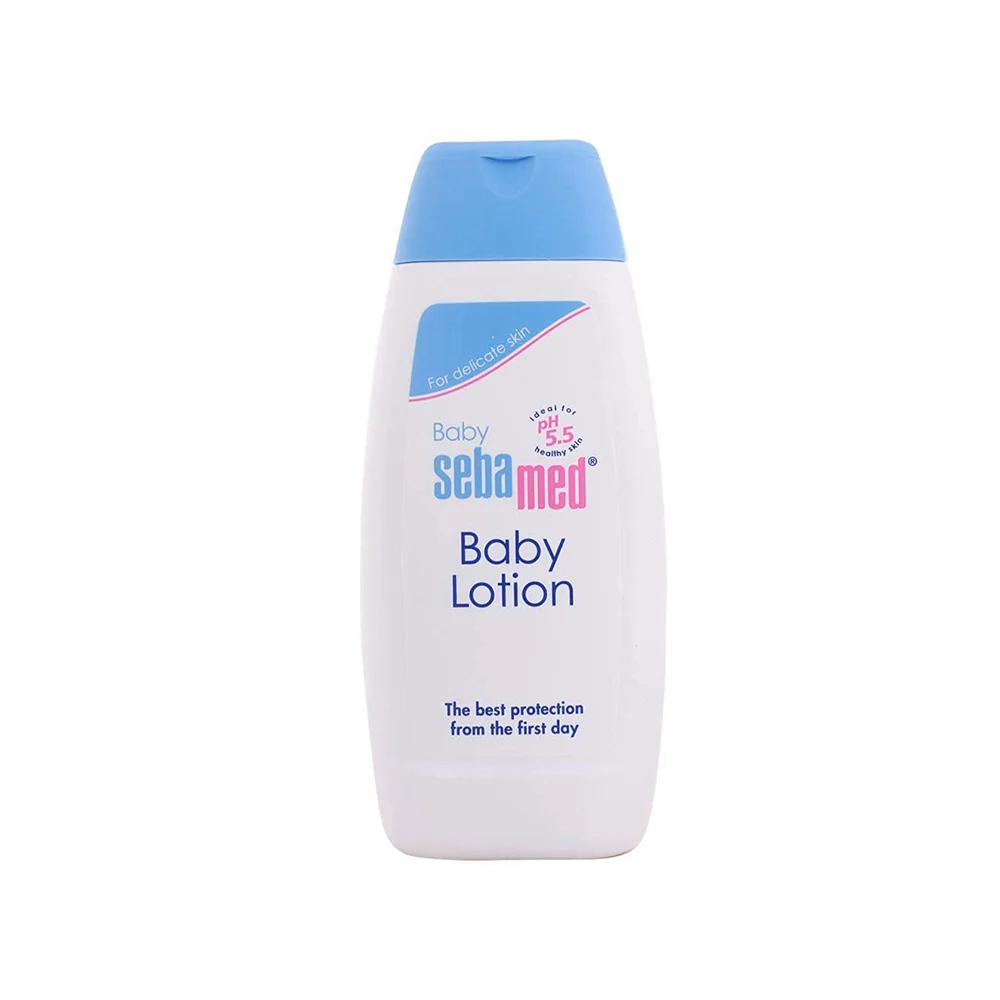 For delicate skin
Baby
Ideal for
pH
5.5
healthy skin
sebamed®
Baby
Lotion
The best protection
from the first day